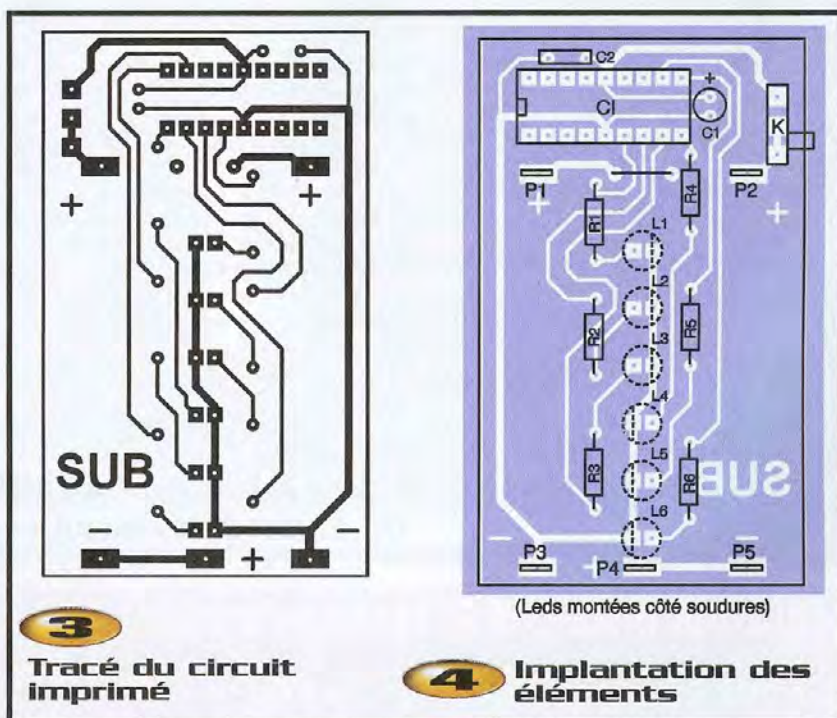 SUB
+
+
−
+
−
C2
+
CI
C1
K
P1
P2
+
+
R4
R1
L1
L2
R2
R5
L3
L4
L5
R3
R6
SUB
L6
−
−
P3
P4
+
P5
(Leds montées côté soudures)
3
Tracé du circuit
imprimé
4
Implantation des
éléments